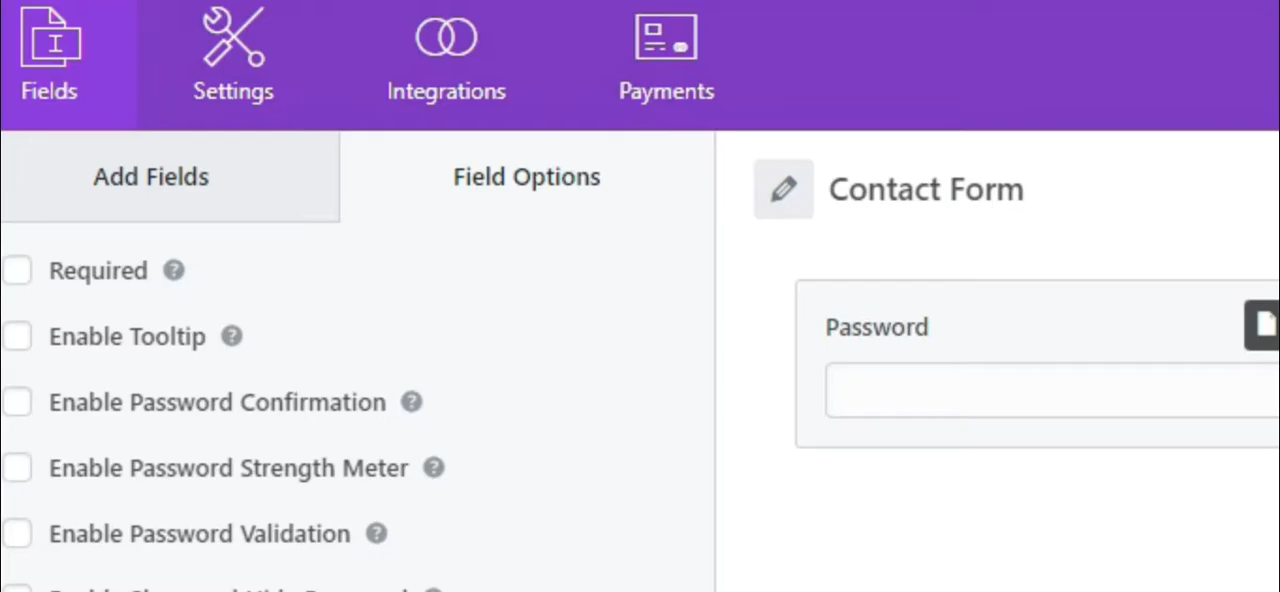 Fields
Settings
Integrations
Payments
Add Fields
Field Options
Contact Form
Required
Enable Tooltip
Enable Password Confirmation
Enable Password Strength Meter
Enable Password Validation
Password